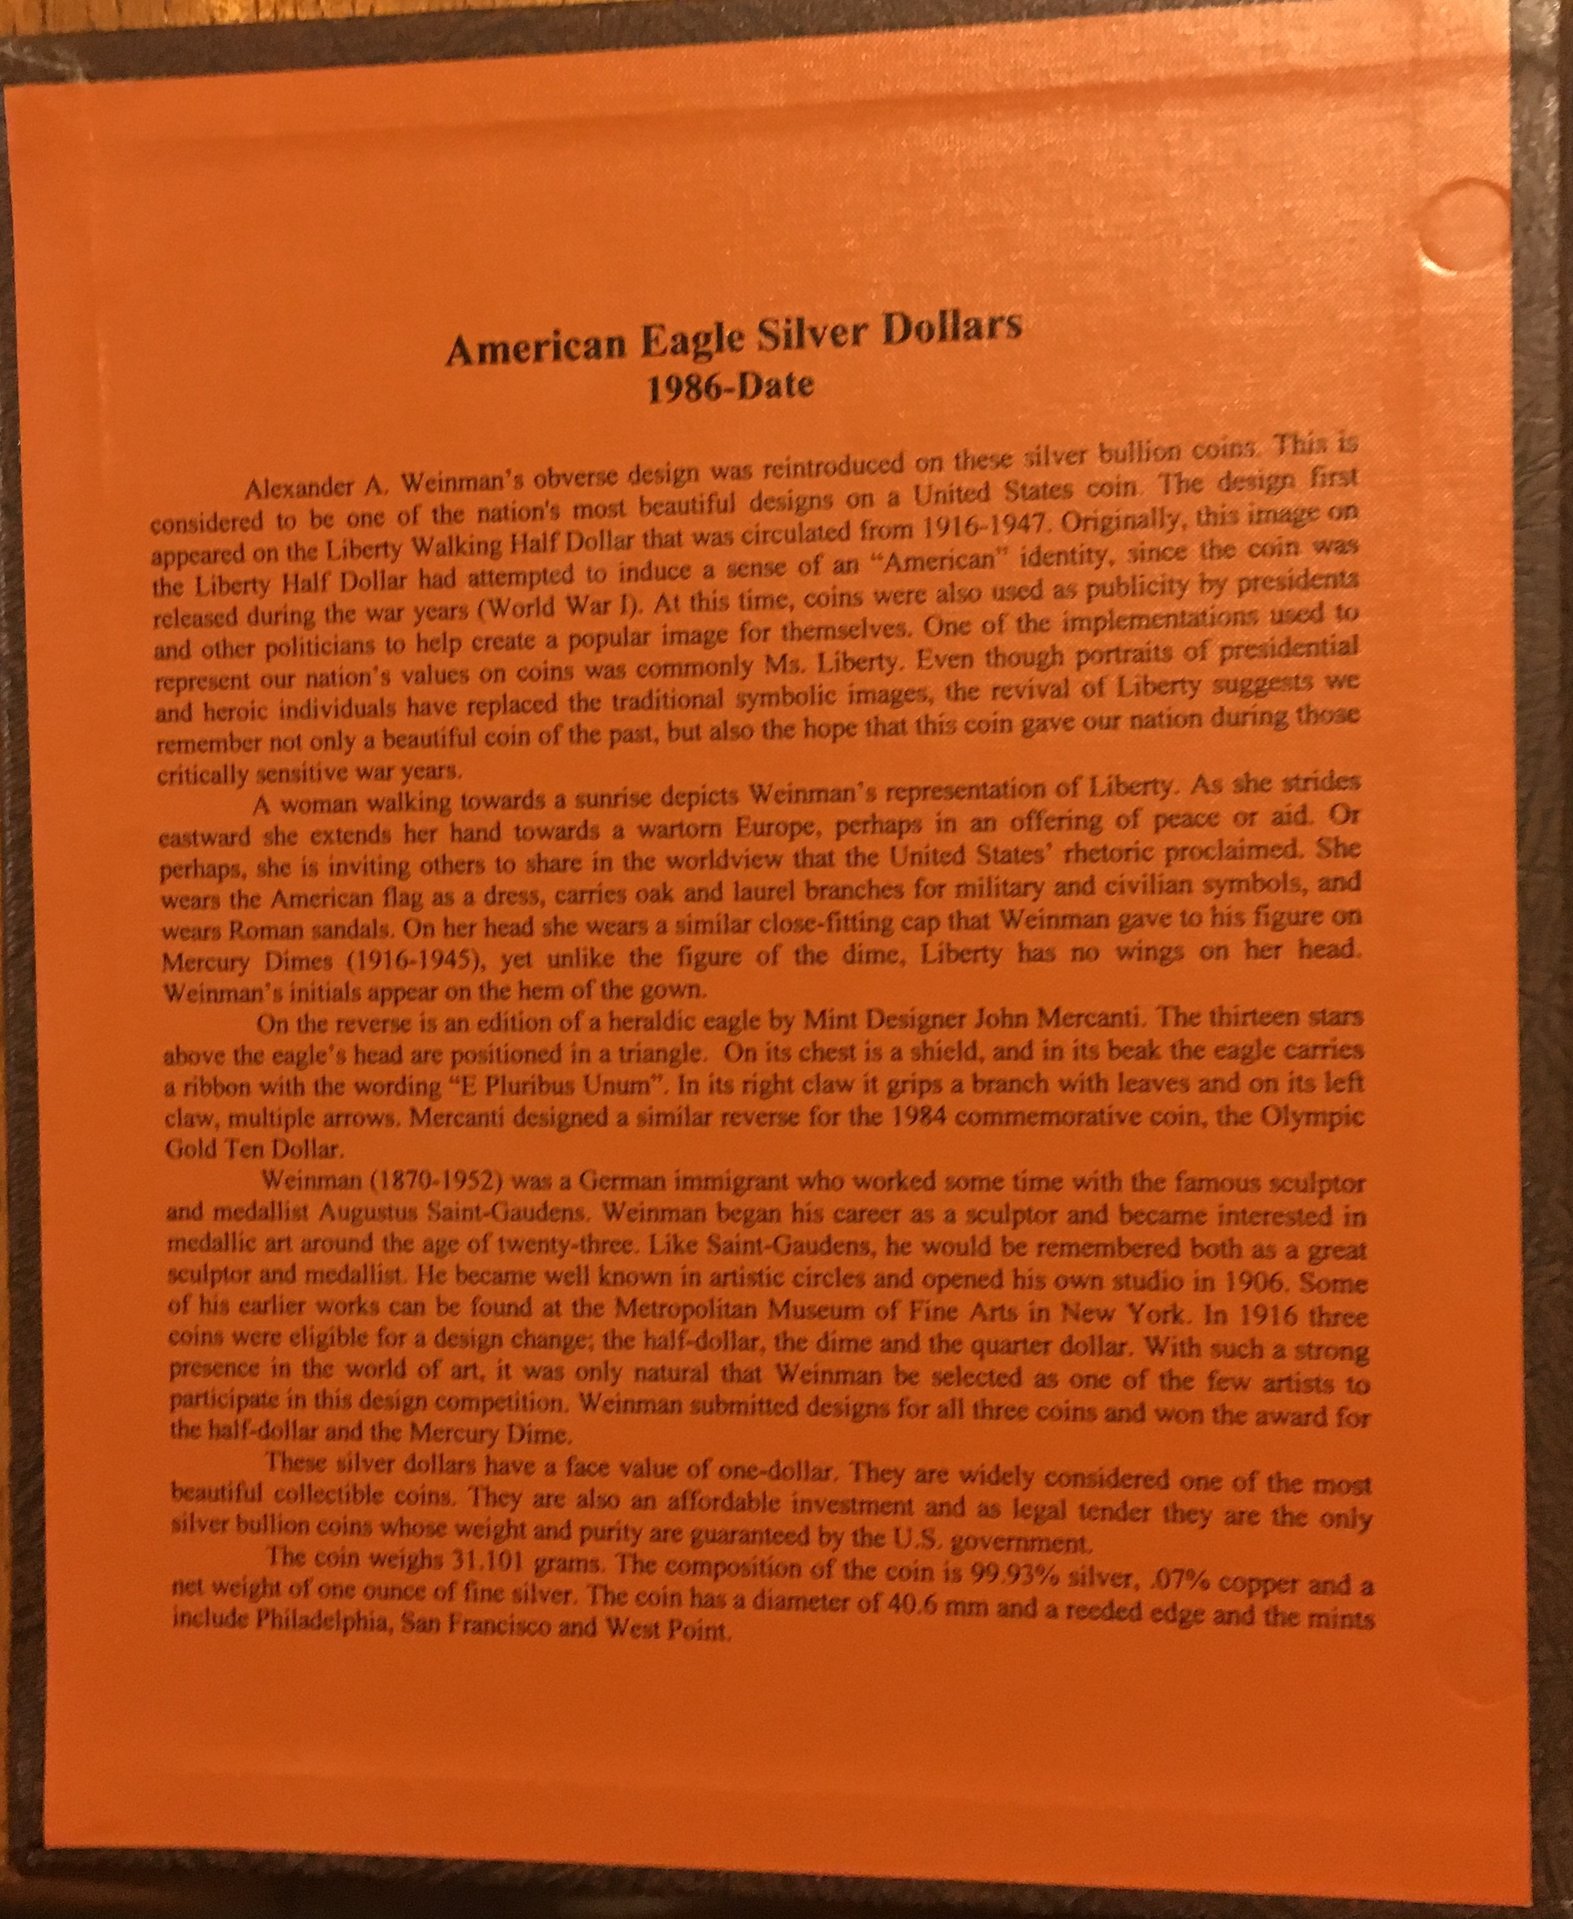 American Eagle Silver Dollars
1986-Date
Alexander A. Weinman's obverse design was reintroduced on these silver bullion coins. This is
considered to be one of the nation's most beautiful designs on a United States coin. The design first
appeared on the Liberty Walking Half Dollar that was circulated from 1916-1947. Originally, this image on
the Liberty Half Dollar had attempted to induce a sense of an “American” identity, since the coin was
released during the war years (World War I). At this time, coins were also used as publicity by presidents
and other politicians to help create a popular image for themselves. One of the implementations used to
represent our nation's values on coins was commonly Ms. Liberty. Even though portraits of presidential
and heroic individuals have replaced the traditional symbolic images, the revival of Liberty suggests we
remember not only a beautiful coin of the past, but also the hope that this coin gave our nation during those
critically sensitive war years.
A woman walking towards a sunrise depicts Weinman's representation of Liberty. As she strides
eastward she extends her hand towards a wartorn Europe, perhaps in an offering of peace or aid. Or
perhaps, she is inviting others to share in the worldview that the United States' rhetoric proclaimed. She
wears the American flag as a dress, carries oak and laurel branches for military and civilian symbols, and
wears Roman sandals. On her head she wears a similar close-fitting cap that Weinman gave to his figure on
Mercury Dimes (1916-1945), yet unlike the figure of the dime, Liberty has no wings on her head.
Weinman's initials appear on the hem of the gown.
On the reverse is an edition of a heraldic eagle by Mint Designer John Mercanti. The thirteen stars
above the eagle's head are positioned in a triangle. On its chest is a shield, and in its beak the eagle carries
a ribbon with the wording “E Pluribus Unum”. In its right claw it grips a branch with leaves and on its left
claw, multiple arrows. Mercanti designed a similar reverse for the 1984 commemorative coin, the Olympic
Gold Ten Dollar.
Weinman (1870-1952) was a German immigrant who worked some time with the famous sculptor
and medallist Augustus Saint-Gaudens. Weinman began his career as a sculptor and became interested in
medallic art around the age of twenty-three. Like Saint-Gaudens, he would be remembered both as a great
sculptor and medallist. He became well known in artistic circles and opened his own studio in 1906. Some
of his earlier works can be found at the Metropolitan Museum of Fine Arts in New York. In 1916 three
coins were eligible for a design change; the half-dollar, the dime and the quarter dollar. With such a strong
presence in the world of art, it was only natural that Weinman be selected as one of the few artists to
participate in this design competition. Weinman submitted designs for all three coins and won the award for
the half-dollar and the Mercury Dime.
These silver dollars have a face value of one-dollar. They are widely considered one of the most
beautiful collectible coins. They are also an affordable investment and as legal tender they are the only
silver bullion coins whose weight and purity are guaranteed by the U.S. government.
The coin weighs 31.101 grams. The composition of the coin is 99.93% silver, .07% copper and a
net weight of one ounce of fine silver. The coin has a diameter of 40.6 mm and a reeded edge and the mints
include Philadelphia, San Francisco and West Point.